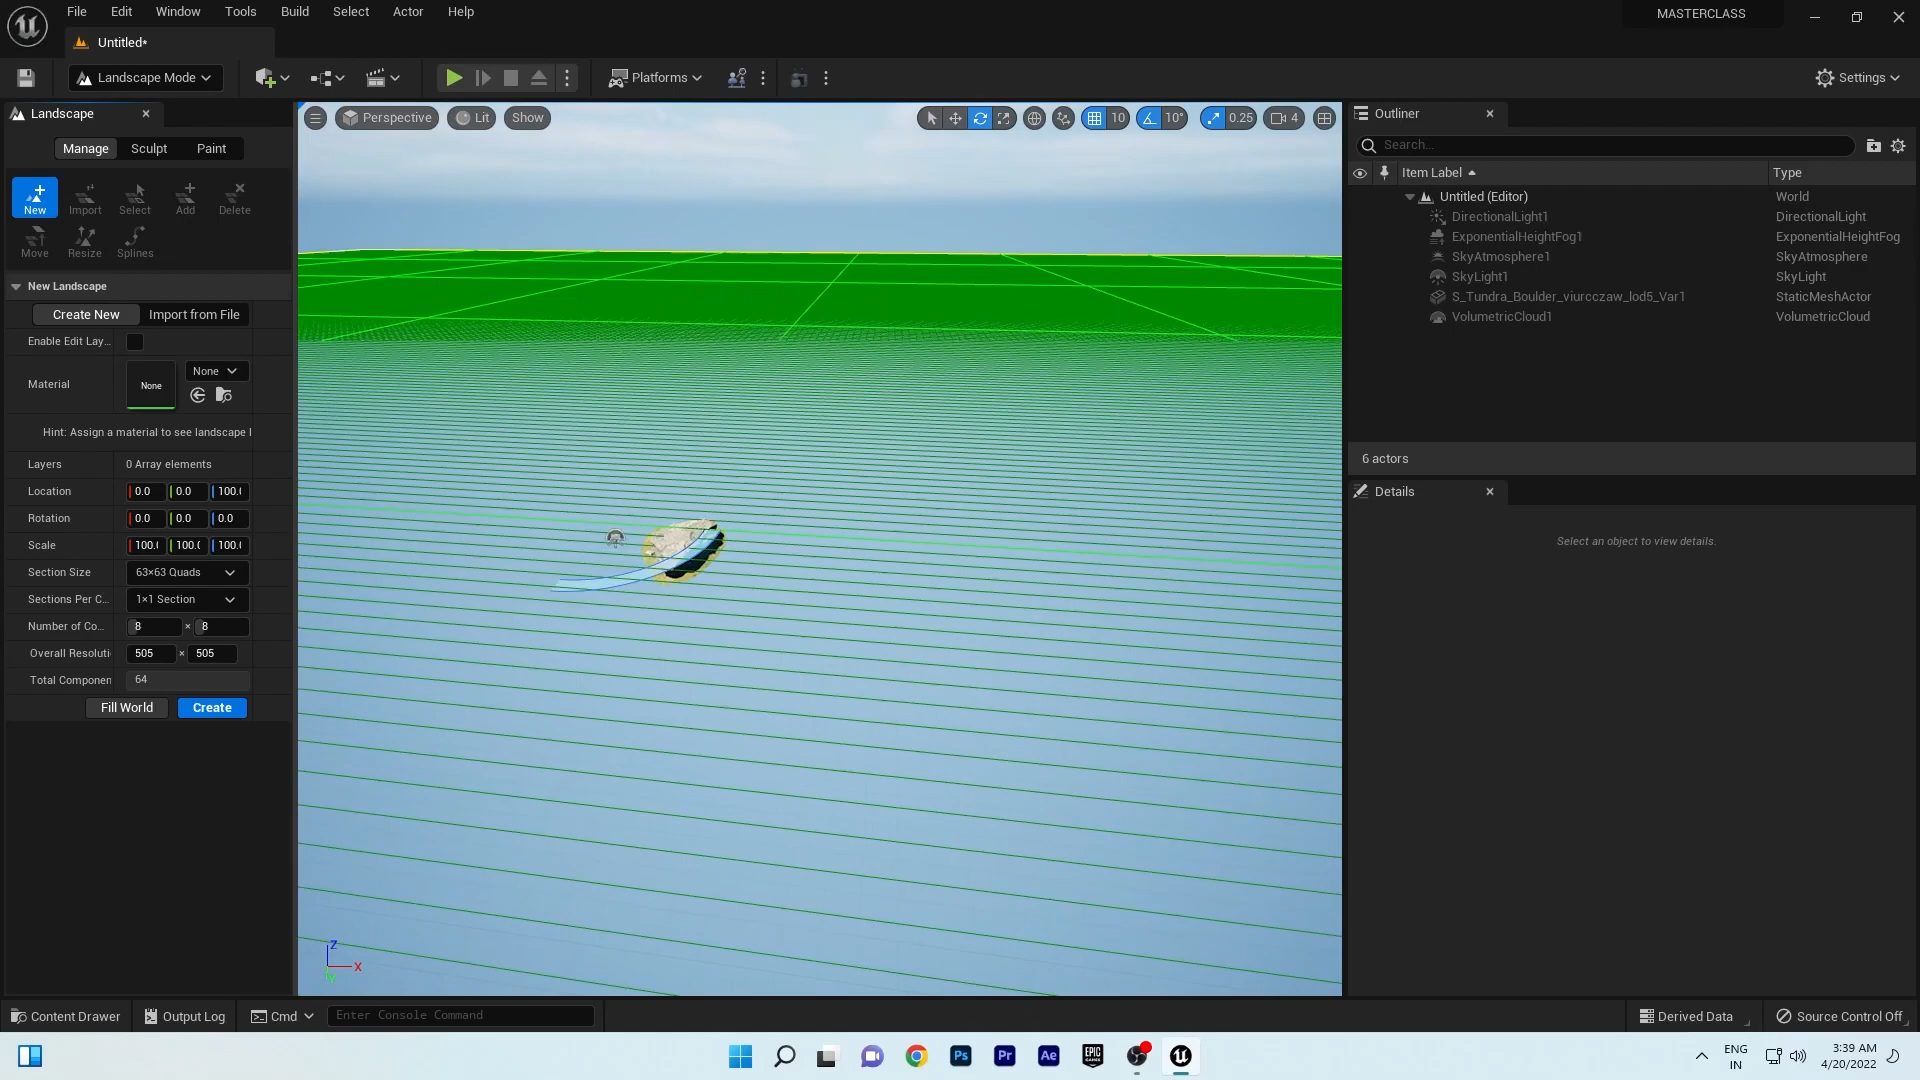 File Edit Window Tools Build Select Actor Help
MASTERCLASS
Untitled*
Landscape Mode
Platforms
Settings
Landscape
Perspective
Lit
Show
10
10°
0.25
4
Outliner
Manage Sculpt Paint
Search...
Item Label
Type
New Import Select Add Delete
Move Resize Splines
Untitled (Editor) World
DirectionalLight1 DirectionalLight
ExponentialHeightFog1 ExponentialHeightFog
SkyAtmosphere1 SkyAtmosphere
SkyLight1 SkyLight
S_Tundra_Boulder_viurcczaw_lod5_Var1 StaticMeshActor
VolumetricCloud1 VolumetricCloud
6 actors
Details
Select an object to view details.
New Landscape
Create New Import from File
Enable Edit Lay...
Material None None
Hint: Assign a material to see landscape l
Layers 0 Array elements
Location 0.0 0.0 100.(
Rotation 0.0 0.0 0.0
Scale 100.( 100.( 100.(
Section Size 63×63 Quads
Sections Per C... 1×1 Section
Number of Co... 8 × 8
Overall Resoluti 505 × 505
Total Componen 64
Fill World Create
Z
X
Y
Content Drawer Output Log Cmd Enter Console Command
Derived Data Source Control Off
Ps Pr Ae EPIC GAMES
ENG
IN
3:39 AM
4/20/2022